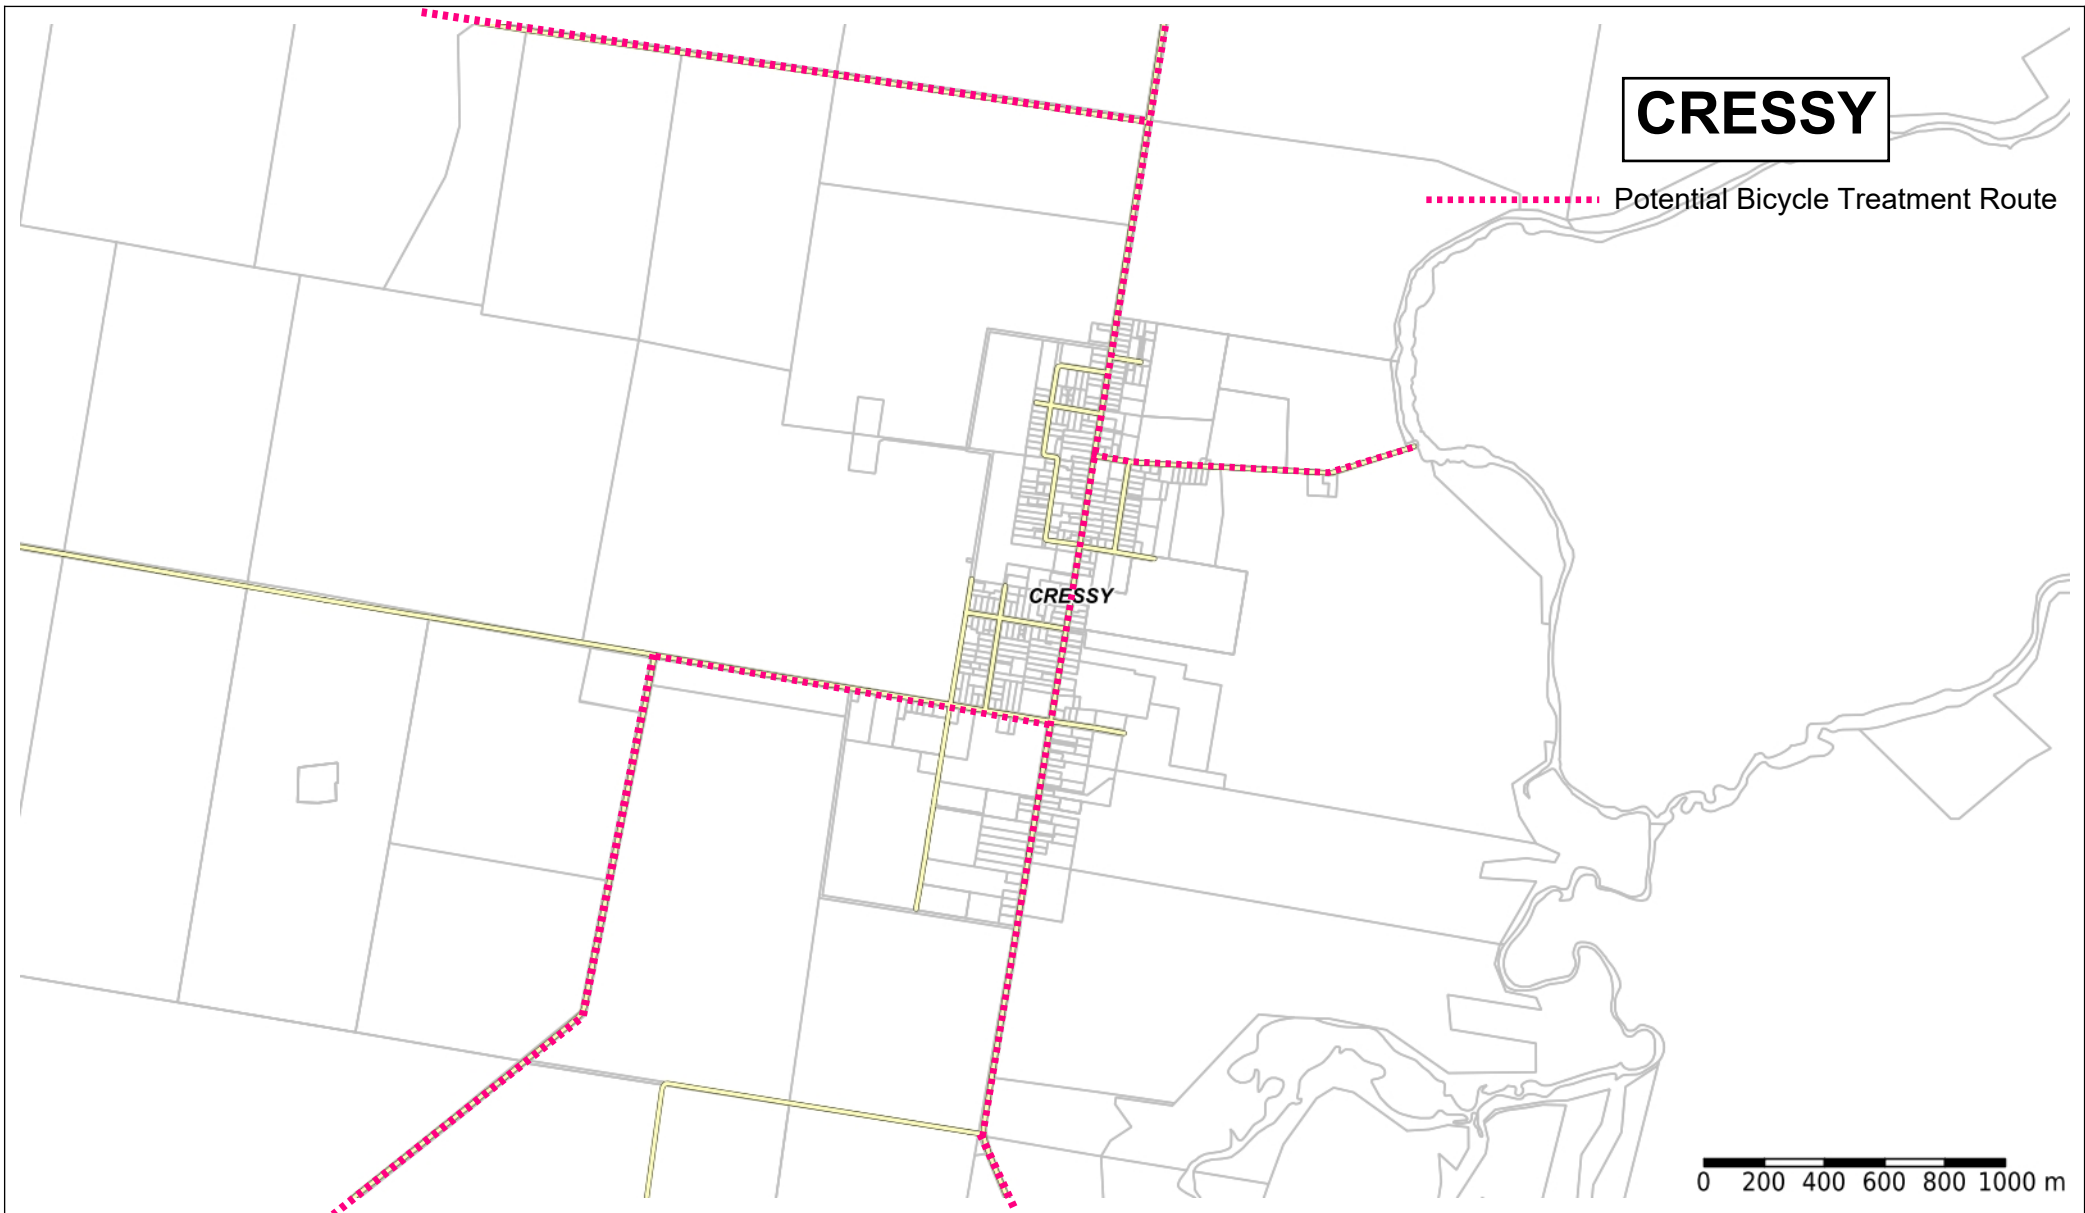 CRESSY
Potential Bicycle Treatment Route
CRESSY
0 200 400 600 800 1000 m